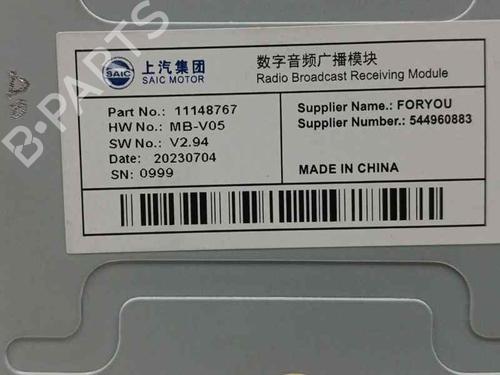 SAIC
上汽集团
SAIC MOTOR
数字音频广播模块
Radio Broadcast Receiving Module
Part No.: 11148767
HW No.: MB-V05
SW No.: V2.94
Date: 20230704
SN: 0999
Supplier Name.: FORYOU
Supplier Number.: 544960883
MADE IN CHINA
B-PARTS